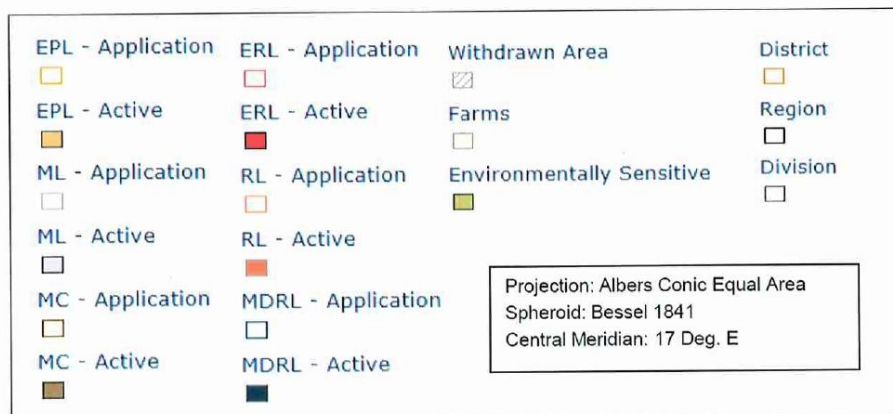 EPL - Application
EPL - Active
ML - Application
ML - Active
MC - Application
MC - Active
ERL - Application
ERL - Active
RL - Application
RL - Active
MDRL - Application
MDRL - Active
Withdrawn Area
Farms
Environmentally Sensitive
District
Region
Division
Projection: Albers Conic Equal Area
Spheroid: Bessel 1841
Central Meridian: 17 Deg. E